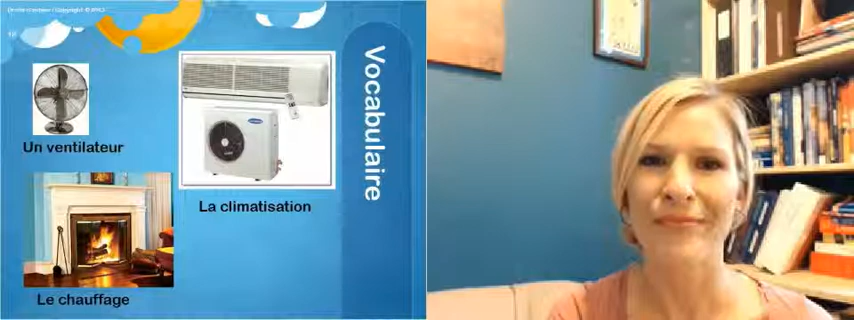 Vocabulaire
Un ventilateur
La climatisation
Le chauffage